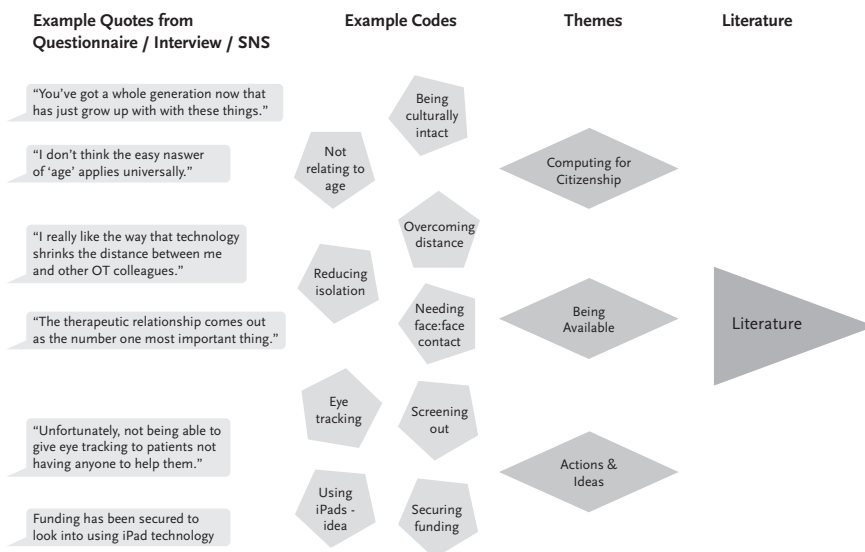 Example Quotes from
Questionnaire / Interview / SNS
Example Codes
Themes
Literature
“You’ve got a whole generation now that
has just grow up with with these things.”
“I don’t think the easy naswer
of ‘age’ applies universally.”
“I really like the way that technology
shrinks the distance between me
and other OT colleagues.”
“The therapeutic relationship comes out
as the number one most important thing.”
“Unfortunately, not being able to
give eye tracking to patients not
having anyone to help them.”
Funding has been secured to
look into using iPad technology
Being
culturally
intact
Not
relating to
age
Overcoming
distance
Reducing
isolation
Needing
face:face
contact
Eye
tracking
Screening
out
Using
iPads -
idea
Securing
funding
Computing for
Citizenship
Being
Available
Actions &
Ideas
Literature